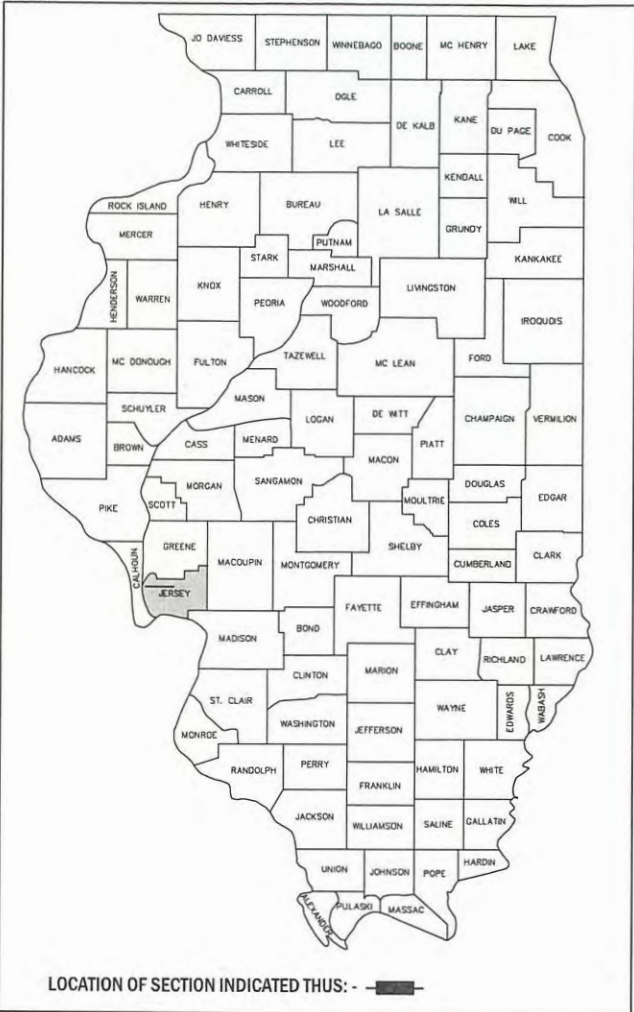 JO DAVIESS STEPHENSON WINNEBAGO BOONE MC HENRY LAKE
CARROLL OGLE DE KALB KANE DU PAGE COOK
WHITESIDE LEE
KENDALL
ROCK ISLAND HENRY BUREAU LA SALLE WILL
MERCER PUTNAM GRUNDY
STARK MARSHALL KANKAKEE
HENDERSON WARREN KNOX PEORIA WOODFORD LIVINGSTON IROQUOIS
HANCOCK MC DONOUGH FULTON TAZEWELL MC LEAN FORD
SCHUYLER MASON
ADAMS BROWN CASS MENARD LOGAN DE WITT PIATT CHAMPAIGN VERMILION
MACON
PIKE SCOTT MORGAN SANGAMON MOULTRIE DOUGLAS EDGAR
CHRISTIAN COLES
CALHOUN GREENE MACOUPIN MONTGOMERY SHELBY CUMBERLAND CLARK
JERSEY
FAYETTE EFFINGHAM JASPER CRAWFORD
MADISON BOND
CLAY RICHLAND LAWRENCE
CLINTON MARION
ST. CLAIR WAYNE EDWARDS WABASH
WASHINGTON JEFFERSON
MONROE
RANDOLPH PERRY HAMILTON WHITE
FRANKLIN
JACKSON WILLIAMSON SALINE GALLATIN
UNION JOHNSON POPE HARDIN
ALEXANDER PULASKI MASSAC
LOCATION OF SECTION INDICATED THUS: -